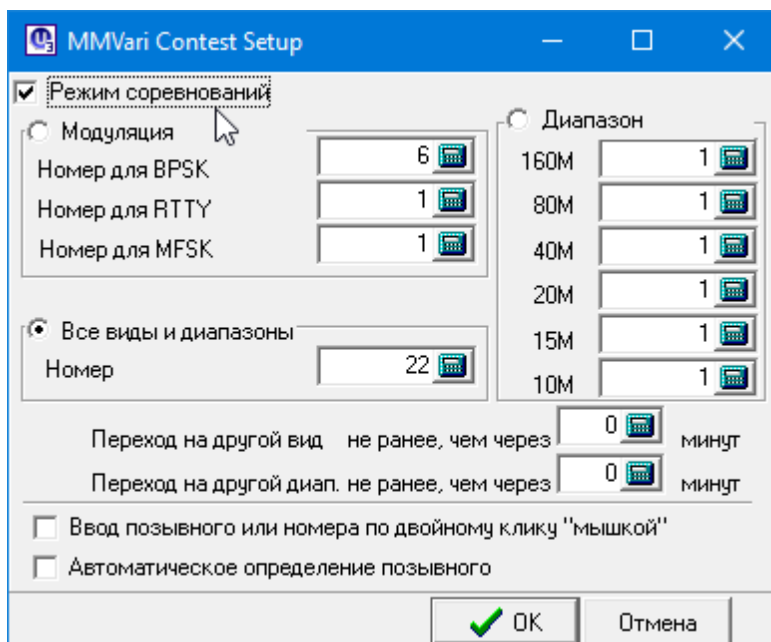 MMVari Contest Setup
Режим соревнований
Модуляция
Номер для BPSK 6
Номер для RTTY 1
Номер для MFSK 1
Диапазон
160M 1
80M 1
40M 1
20M 1
15M 1
10M 1
Все виды и диапазоны
Номер 22
Переход на другой вид не ранее, чем через 0 минут
Переход на другой диап. не ранее, чем через 0 минут
Ввод позывного или номера по двойному клику "мышкой"
Автоматическое определение позывного
OK Отмена